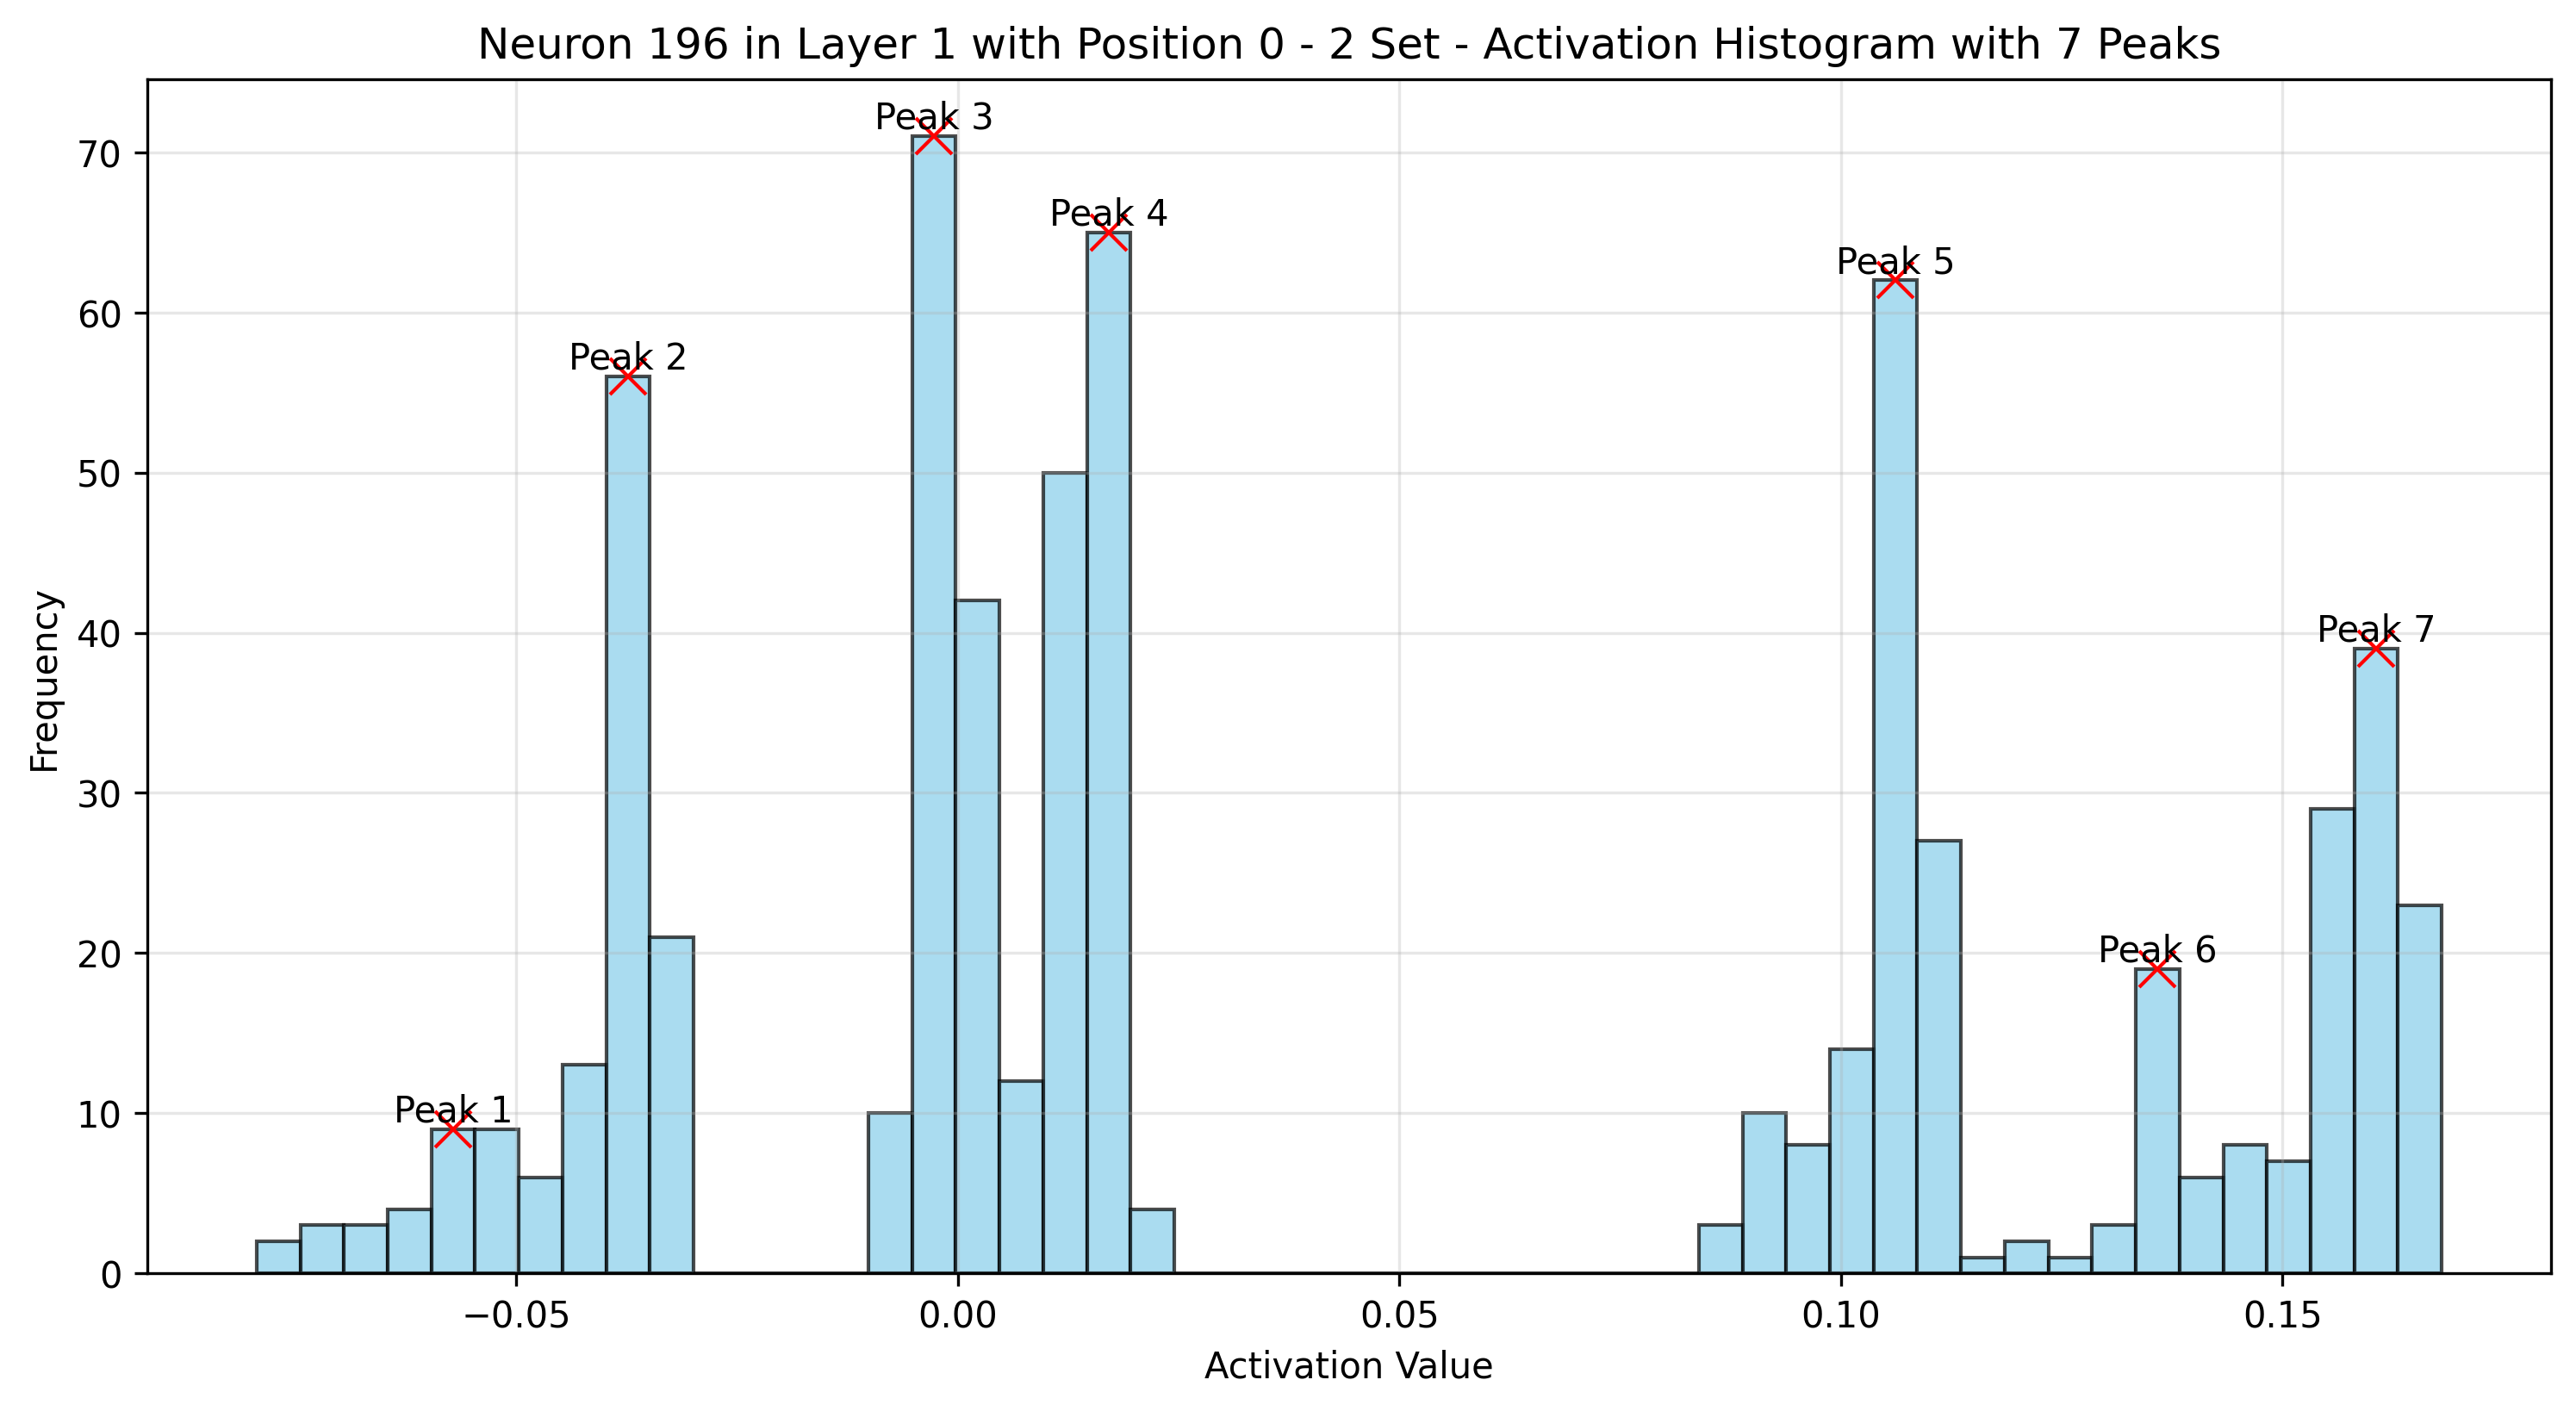 Neuron 196 in Layer 1 with Position 0 - 2 Set - Activation Histogram with 7 Peaks
Peak 3
Peak 4
Peak 5
Peak 2
Peak 7
Peak 6
Peak 1
Frequency
70
60
50
40
30
20
10
0
−0.05
0.00
0.05
0.10
0.15
Activation Value